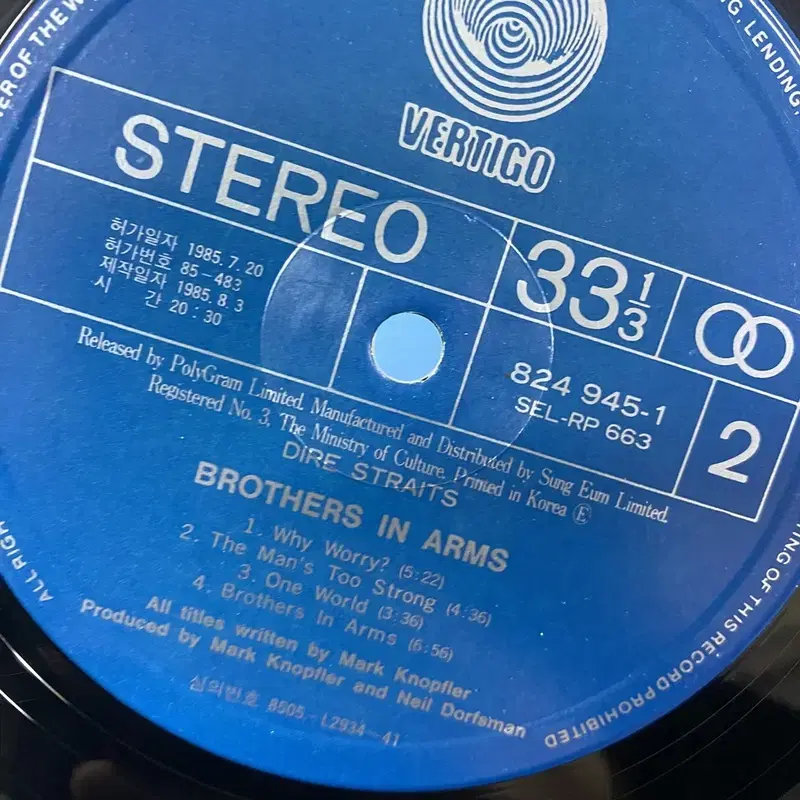 ER OF THE W
NG, LENDING,
VERTIGO
STEREO
33 1/3
허가일자 1985.7.20
허가번호 85-483
제작일자 1985.8.3
시 간 20:30
824 945-1
SEL-RP 663
2
Released by PolyGram Limited. Manufactured and Distributed by Sung Eum Limited.
Registered No. 3, The Ministry of Culture, Printed in Korea Ⓔ
DIRE STRAITS
BROTHERS IN ARMS
1. Why Worry? (5:22)
2. The Man's Too Strong (4:36)
3. One World (3:36)
4. Brothers In Arms (6:56)
All titles written by Mark Knopfler
Produced by Mark Knopfler and Neil Dorfsman
심의번호 8505.-L2934-41
ALL RIGH
TING OF THIS RECORD PROHIBITED